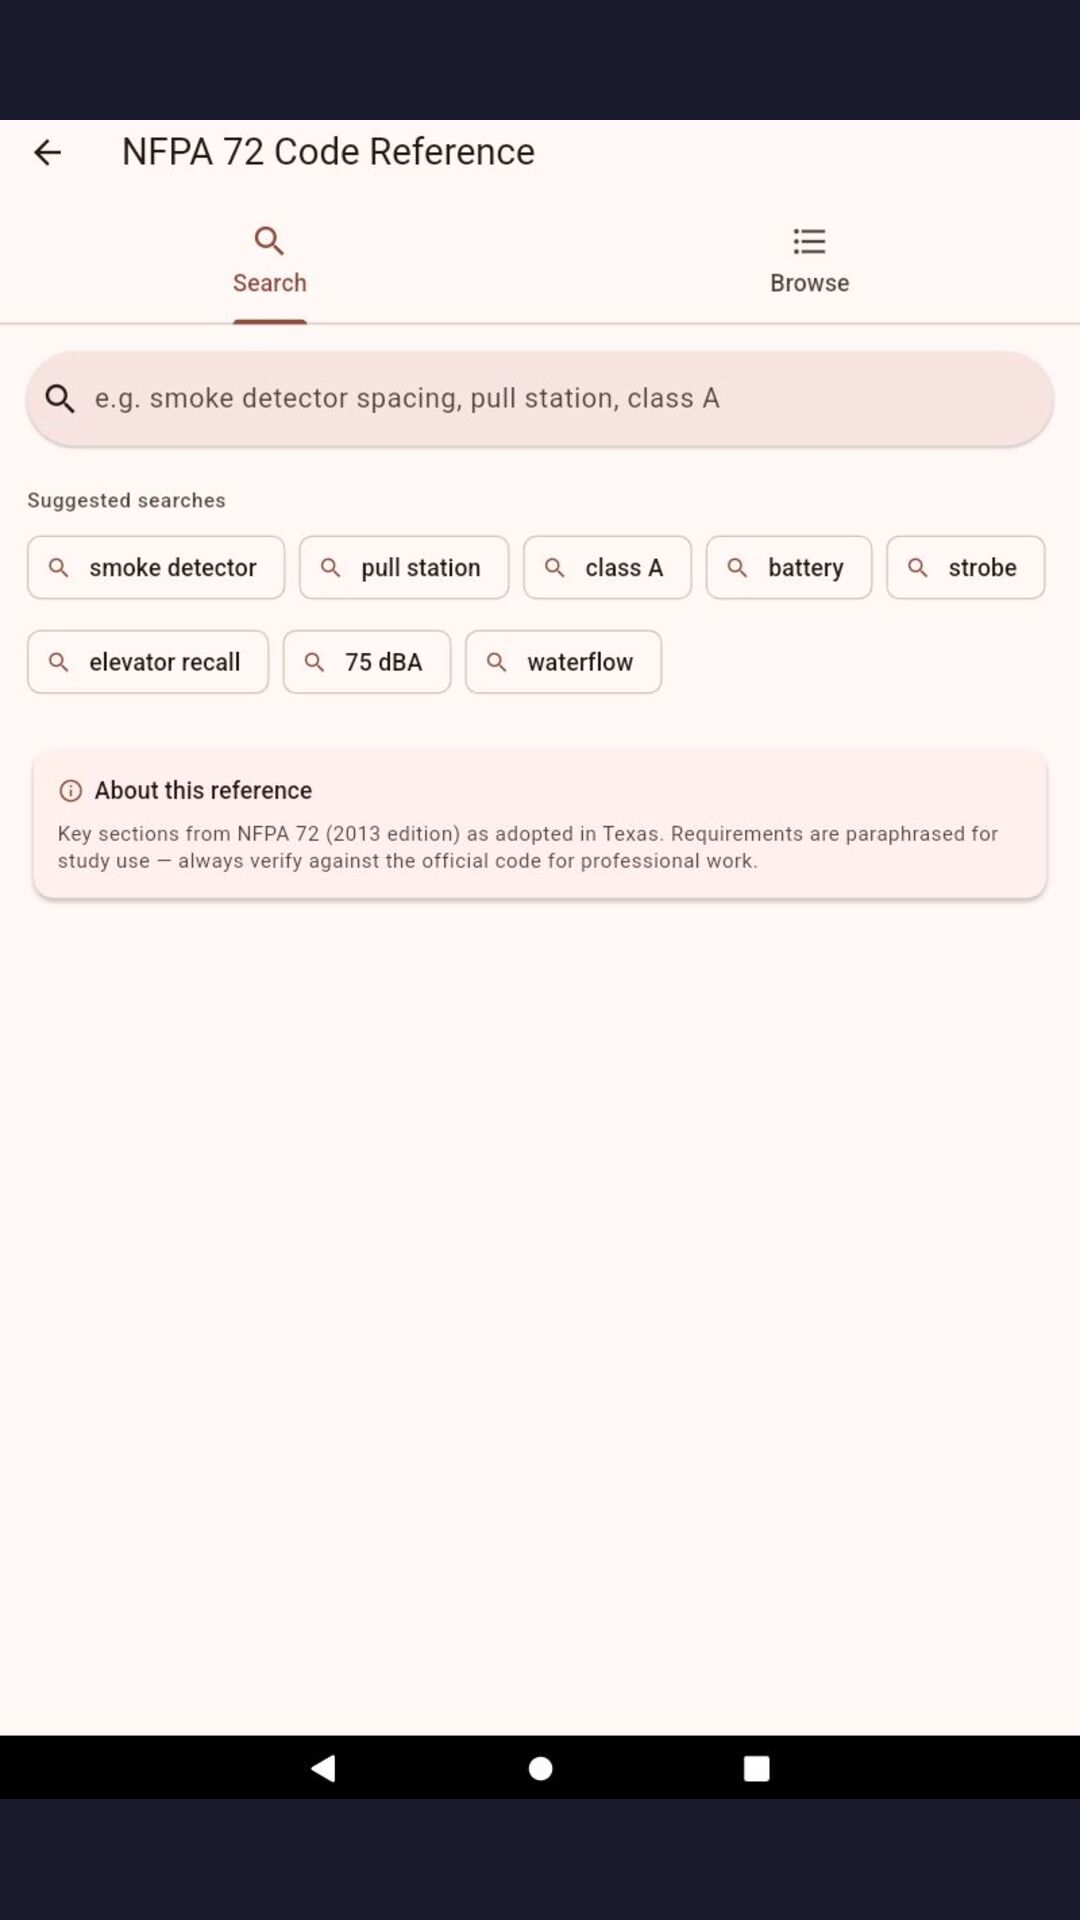 NFPA 72 Code Reference
Search
Browse
e.g. smoke detector spacing, pull station, class A
Suggested searches
smoke detector
pull station
class A
battery
strobe
elevator recall
75 dBA
waterflow
About this reference
Key sections from NFPA 72 (2013 edition) as adopted in Texas. Requirements are paraphrased for
study use — always verify against the official code for professional work.